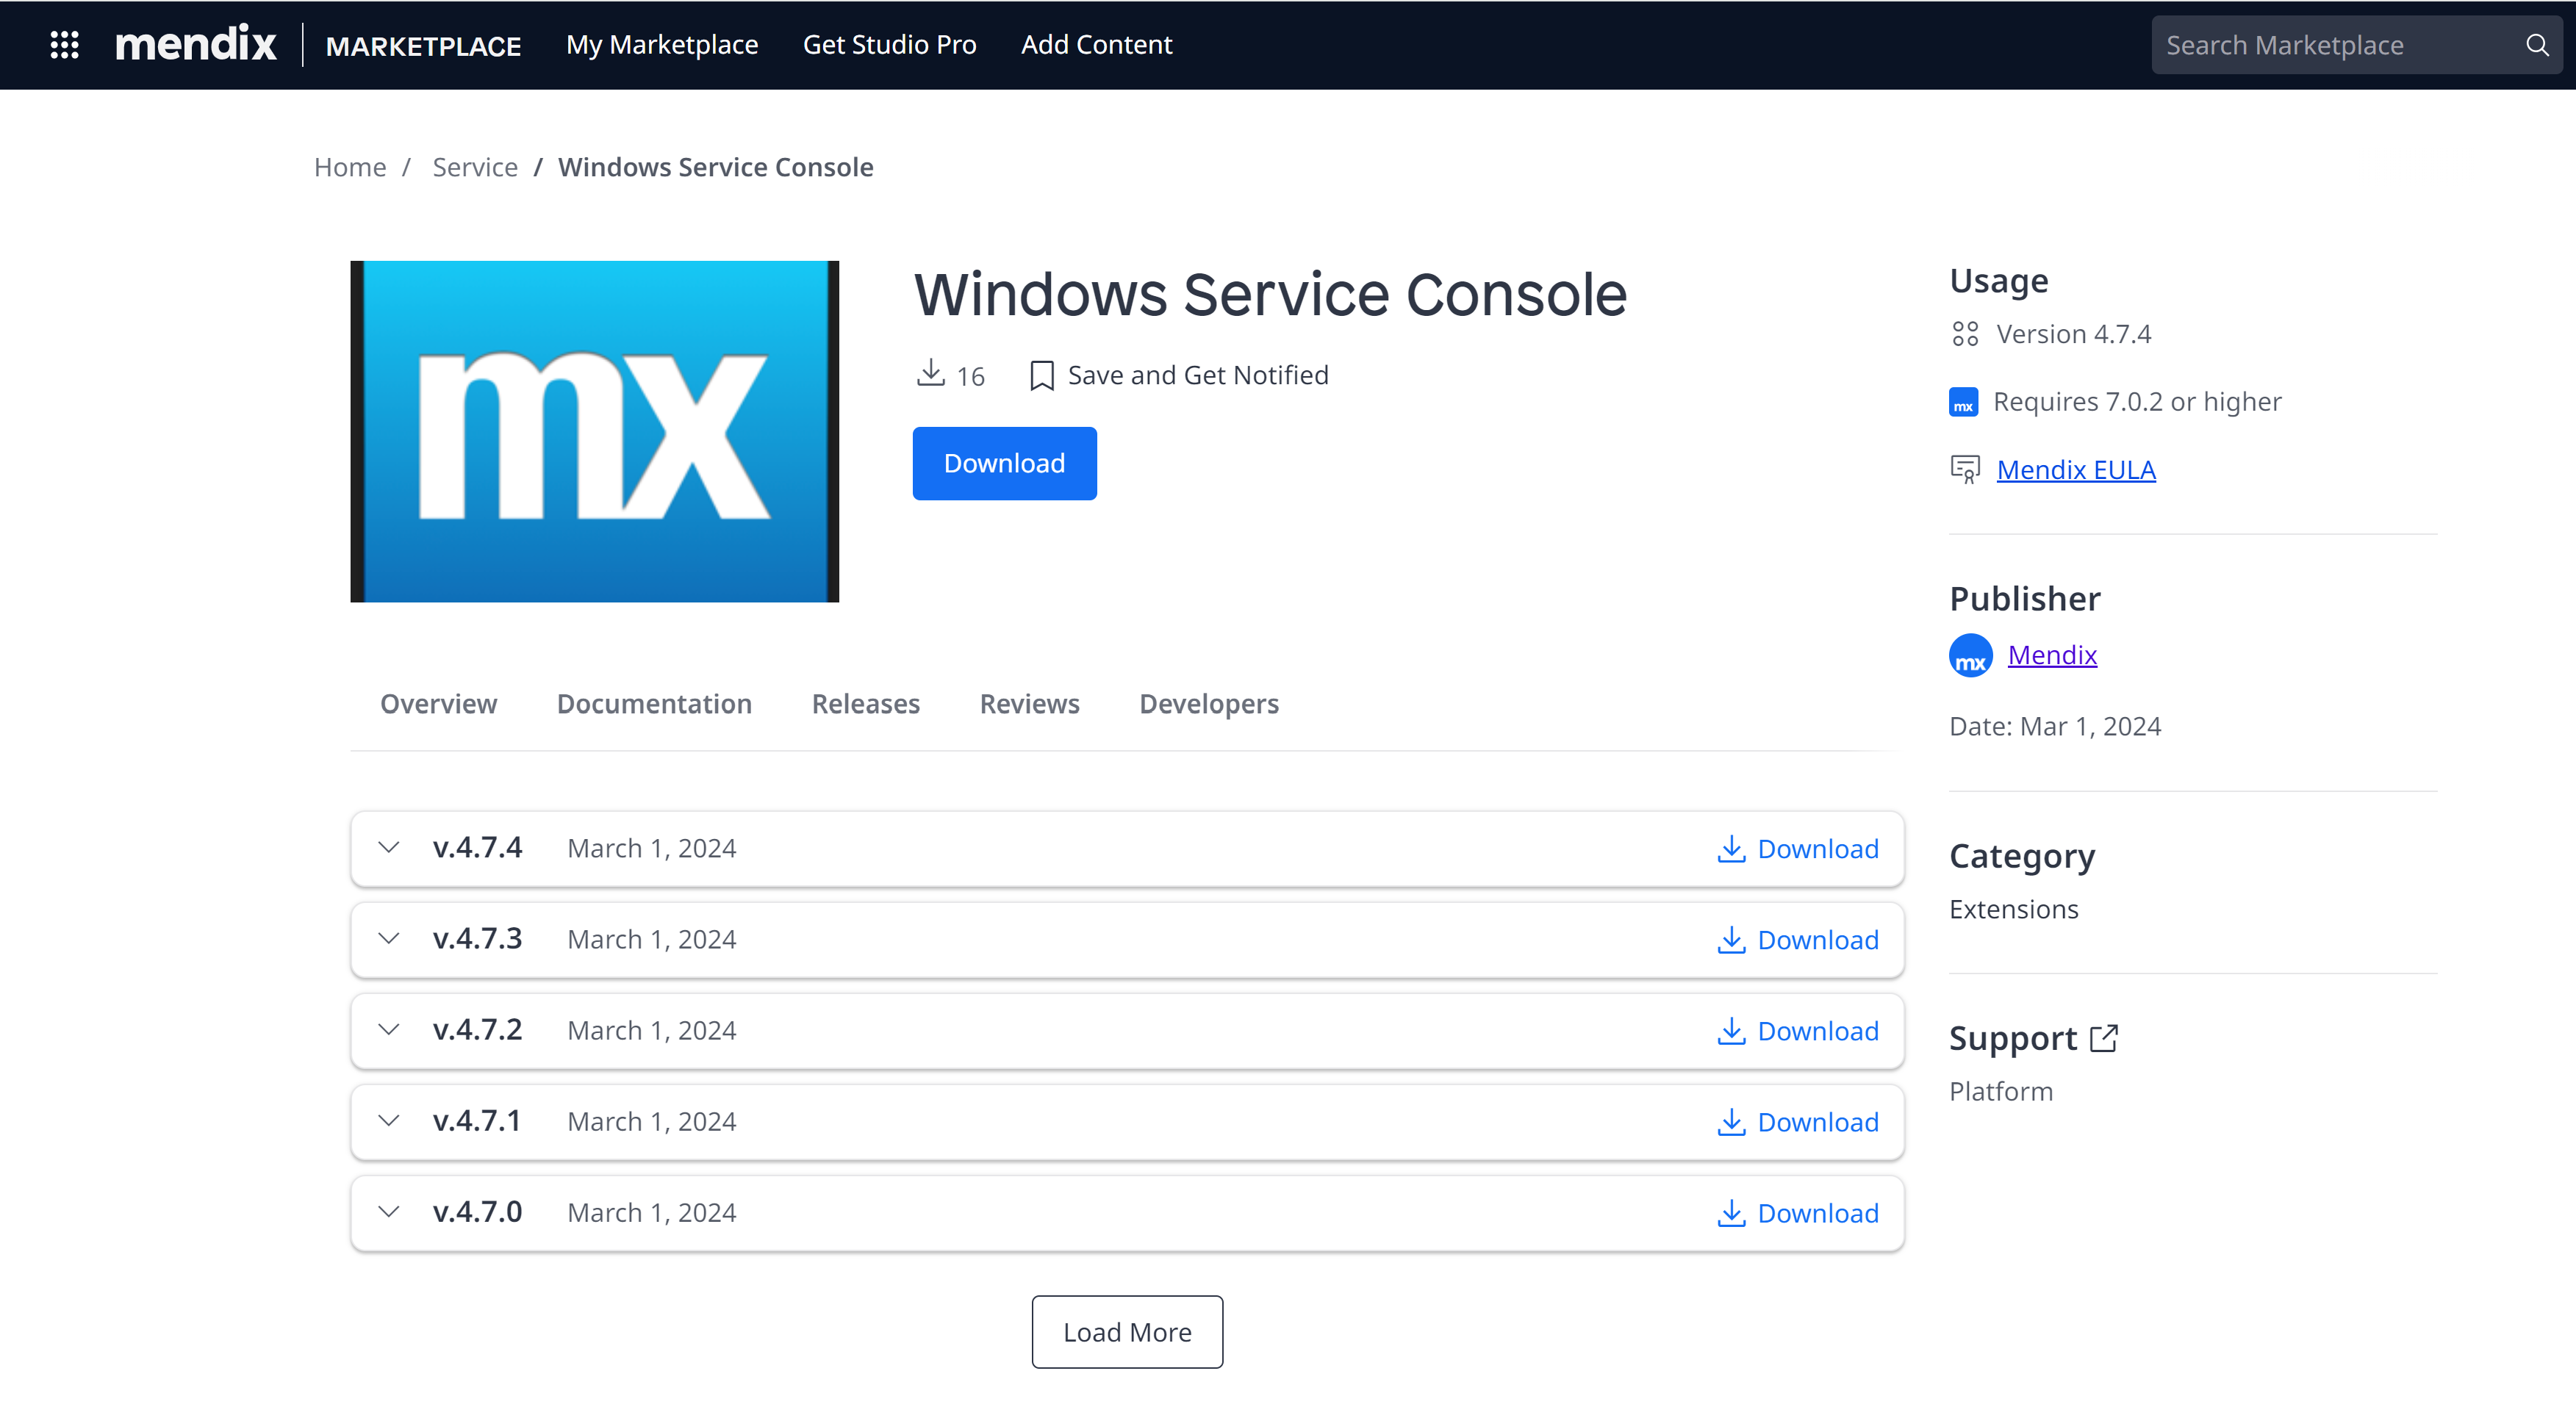 mendix MARKETPLACE My Marketplace Get Studio Pro Add Content Search Marketplace
Home / Service / Windows Service Console
mx
Windows Service Console
16 Save and Get Notified
Download
Usage
Version 4.7.4
mx Requires 7.0.2 or higher
Mendix EULA
Publisher
mx Mendix
Date: Mar 1, 2024
Category
Extensions
Support
Platform
Overview Documentation Releases Reviews Developers
v.4.7.4 March 1, 2024 Download
v.4.7.3 March 1, 2024 Download
v.4.7.2 March 1, 2024 Download
v.4.7.1 March 1, 2024 Download
v.4.7.0 March 1, 2024 Download
Load More